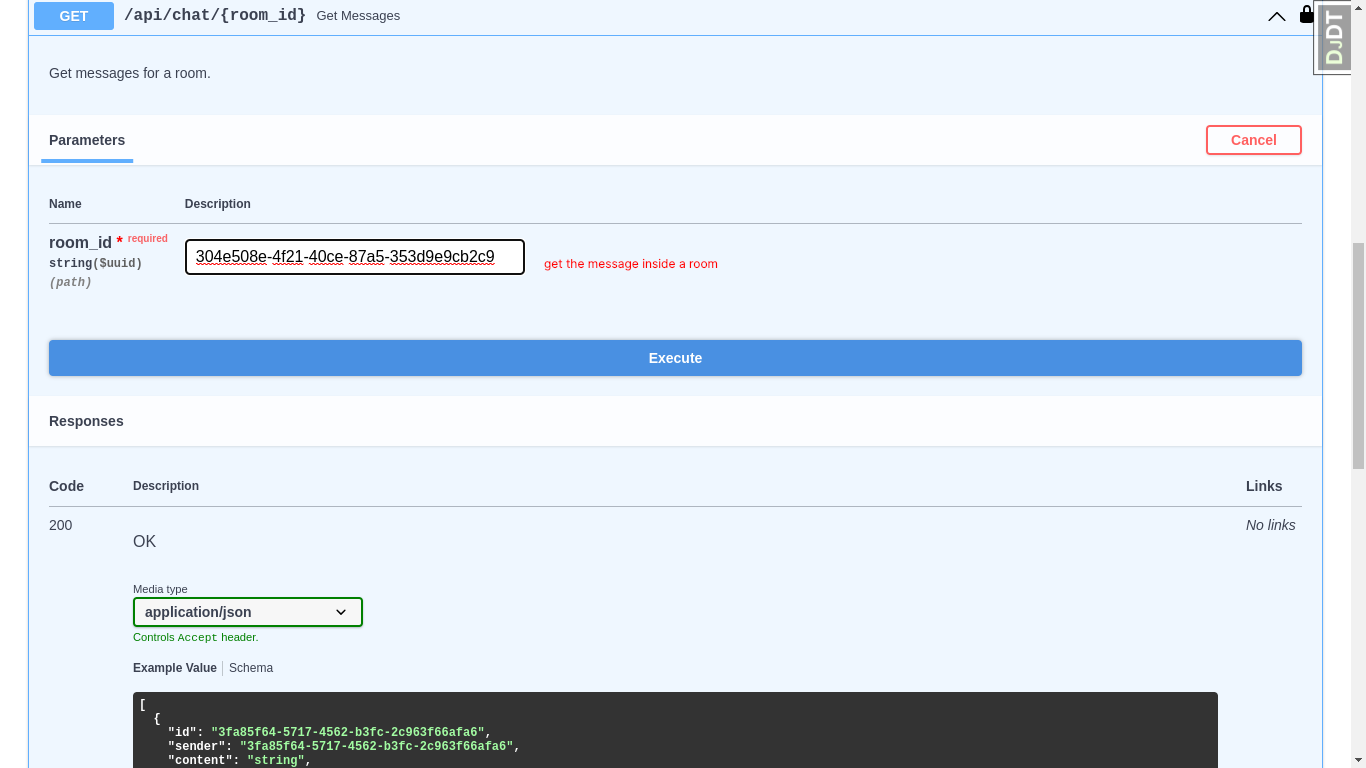 GET /api/chat/{room_id} Get Messages
DJDT
Get messages for a room.
Parameters
Cancel
Name Description
room_id * required
string($uuid)
(path)
304e508e-4f21-40ce-87a5-353d9e9cb2c9
get the message inside a room
Execute
Responses
Code Description Links
200
OK
No links
Media type
application/json
Controls Accept header.
Example Value Schema
[
{
"id": "3fa85f64-5717-4562-b3fc-2c963f66afa6",
"sender": "3fa85f64-5717-4562-b3fc-2c963f66afa6",
"content": "string",